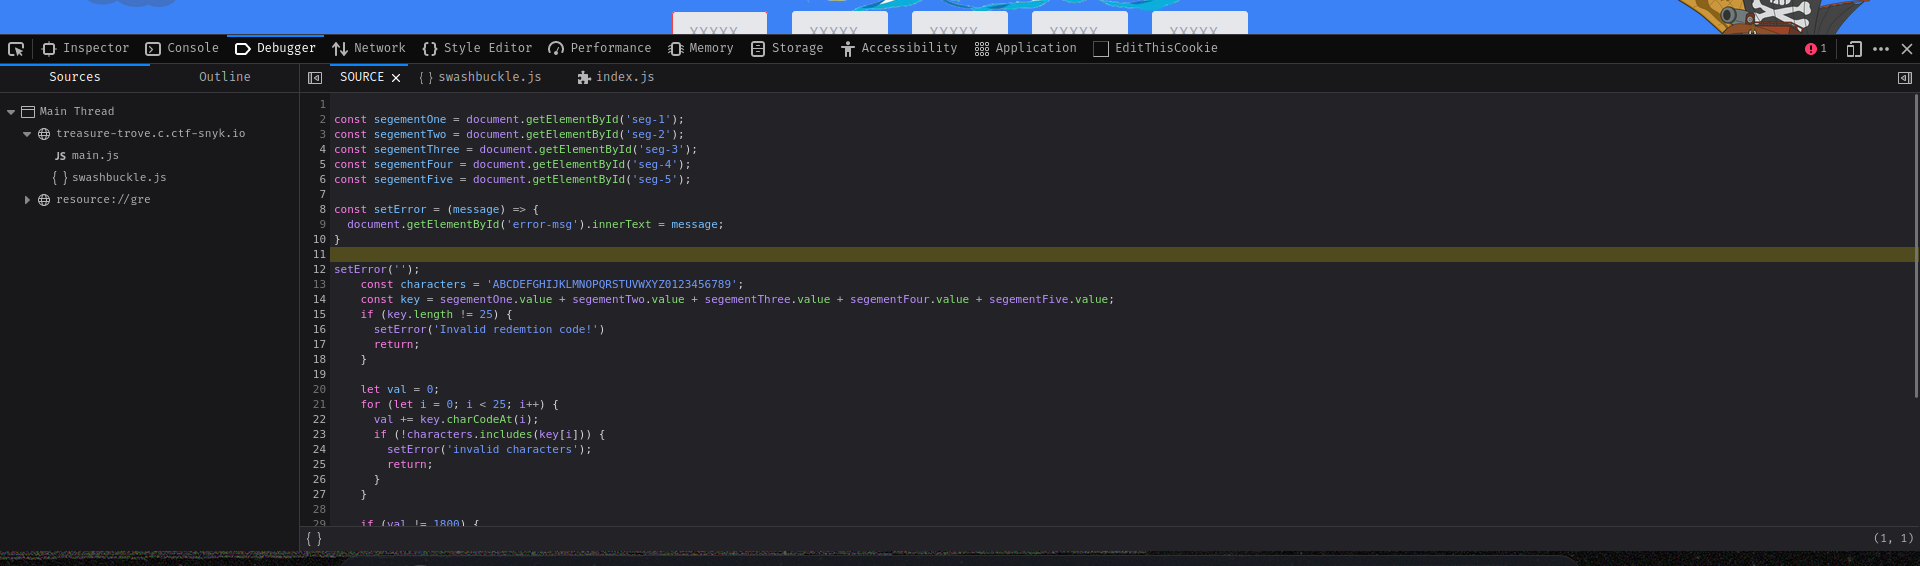 XXXXX XXXXX XXXXX XXXXX XXXXX
Inspector Console Debugger Network Style Editor Performance Memory Storage Accessibility Application EditThisCookie 1
Sources Outline SOURCE swashbuckle.js index.js
Main Thread
treasure-trove.c.ctf-snyk.io
JS main.js
{ } swashbuckle.js
resource://gre
1
2 const segementOne = document.getElementById('seg-1');
3 const segementTwo = document.getElementById('seg-2');
4 const segementThree = document.getElementById('seg-3');
5 const segementFour = document.getElementById('seg-4');
6 const segementFive = document.getElementById('seg-5');
7
8 const setError = (message) => {
9 document.getElementById('error-msg').innerText = message;
10 }
11
12 setError('');
13 const characters = 'ABCDEFGHIJKLMNOPQRSTUVWXYZ0123456789';
14 const key = segementOne.value + segementTwo.value + segementThree.value + segementFour.value + segementFive.value;
15 if (key.length != 25) {
16 setError('Invalid redemtion code!')
17 return;
18 }
19
20 let val = 0;
21 for (let i = 0; i < 25; i++) {
22 val += key.charCodeAt(i);
23 if (!characters.includes(key[i])) {
24 setError('invalid characters');
25 return;
26 }
27 }
28
29 if (val != 1800) {
{ } (1, 1)